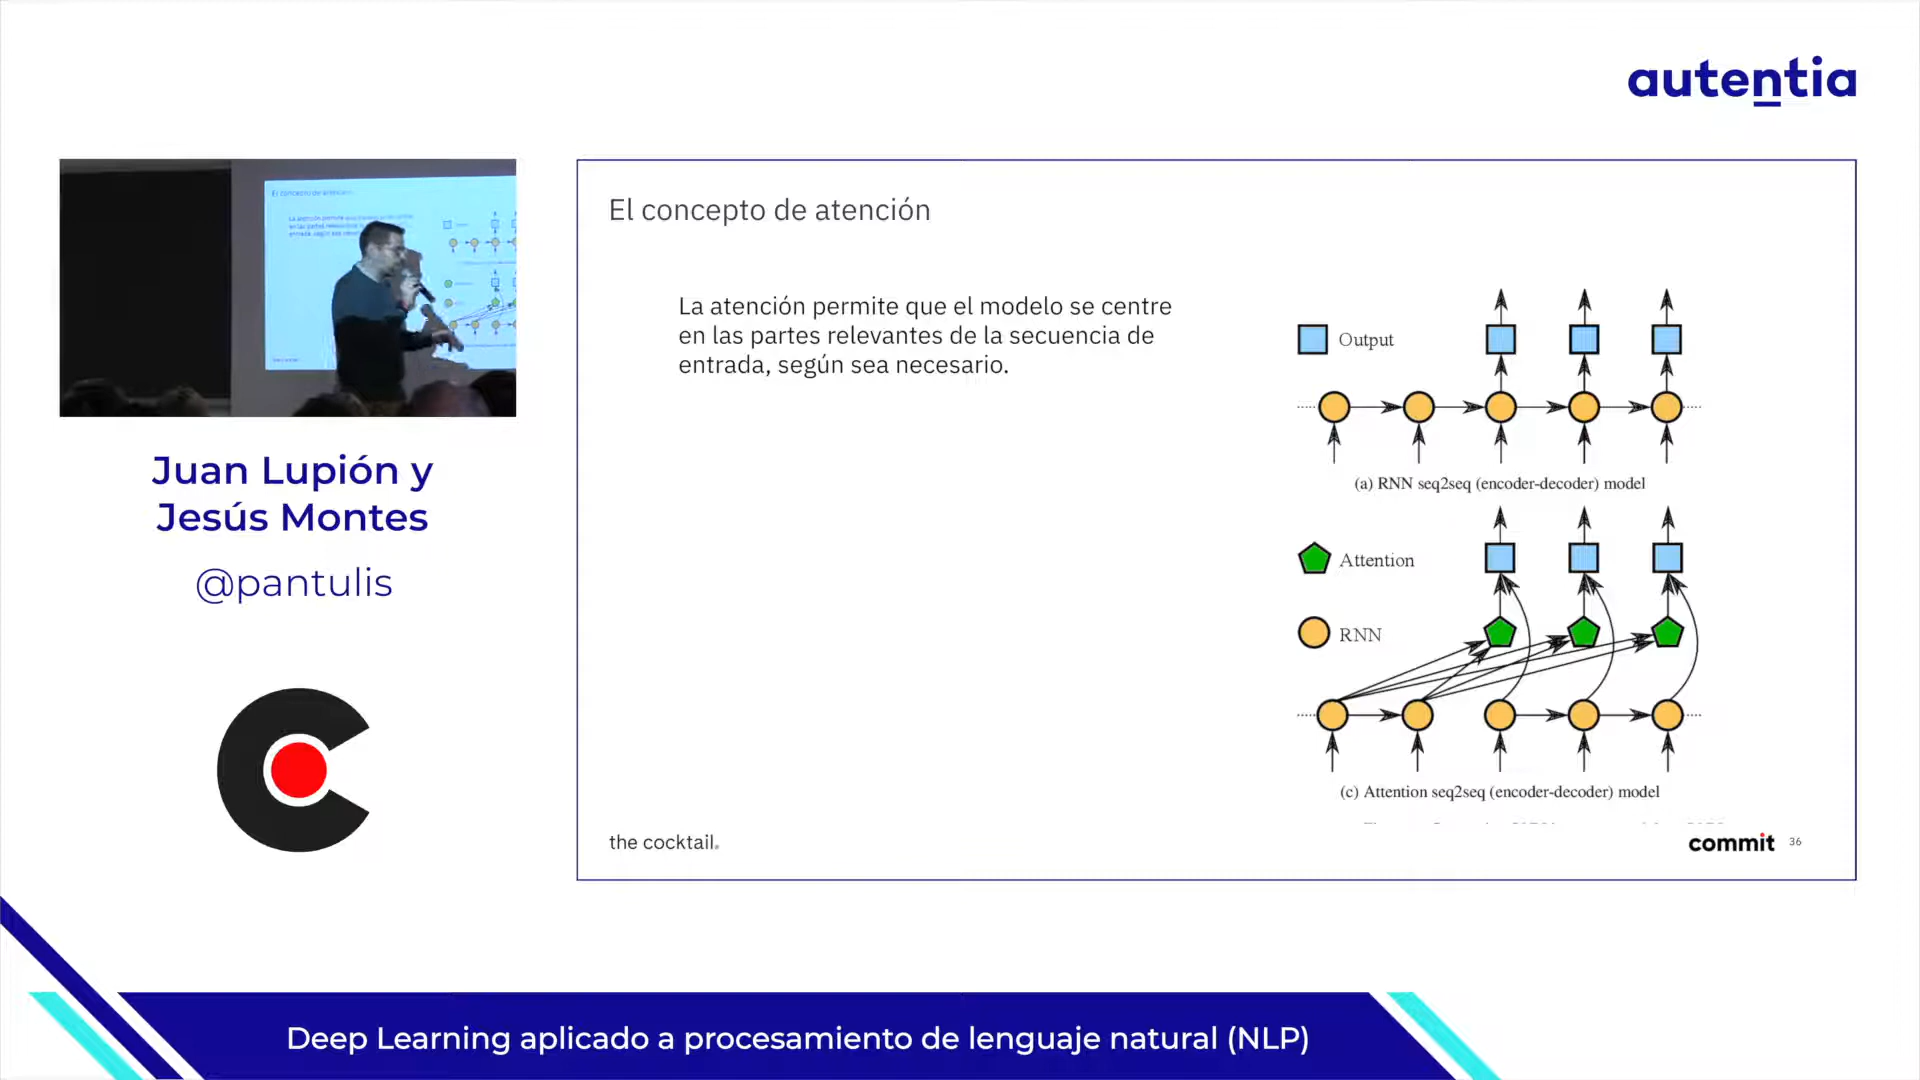 autentia
El concepto de atención
La atención permite que el modelo se centre
en las partes relevantes de la secuencia de
entrada, según sea necesario.
Output
(a) RNN seq2seq (encoder-decoder) model
Attention
RNN
(c) Attention seq2seq (encoder-decoder) model
the cocktail.
commit 36
Juan Lupión y
Jesús Montes
@pantulis
Deep Learning aplicado a procesamiento de lenguaje natural (NLP)